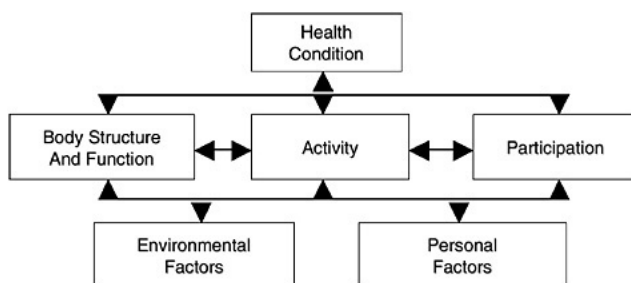 Health
Condition
Body Structure
And Function
Activity
Participation
Environmental
Factors
Personal
Factors